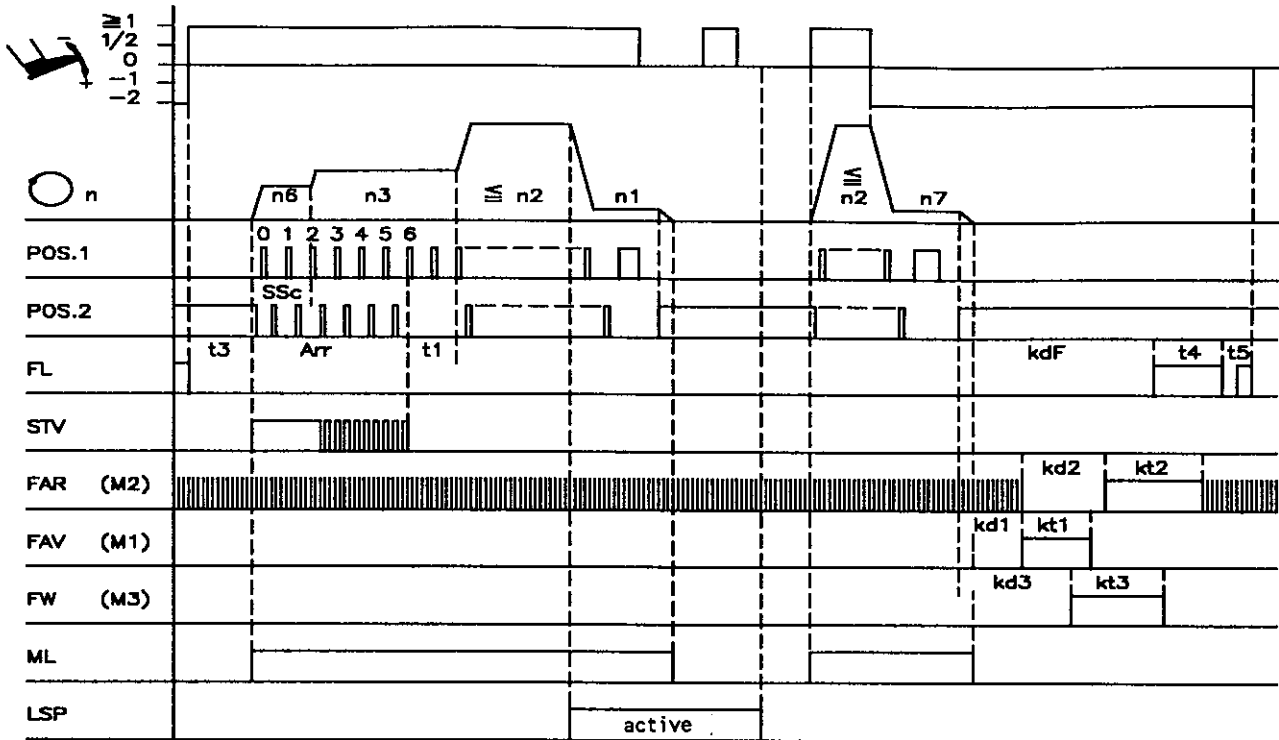 ≧ 1
1/2
0
-1
-2
- +
n
n6 n3 ≦ n2 n1 ≦ n2 n7
0 1 2 3 4 5 6
POS.1
SSc
POS.2
t3 Arr t1 kdF t4 t5
FL
STV
kd2 kt2
FAR (M2)
kd1 kt1
FAV (M1)
kd3 kt3
FW (M3)
ML
LSP
active